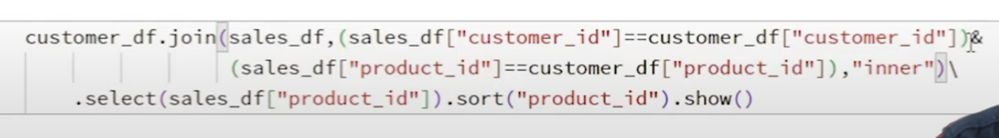 customer_df.join(sales_df,(sales_df["customer_id"]==customer_df["customer_id"])&
(sales_df["product_id"]==customer_df["product_id"]),"inner")\
.select(sales_df["product_id"]).sort("product_id").show()